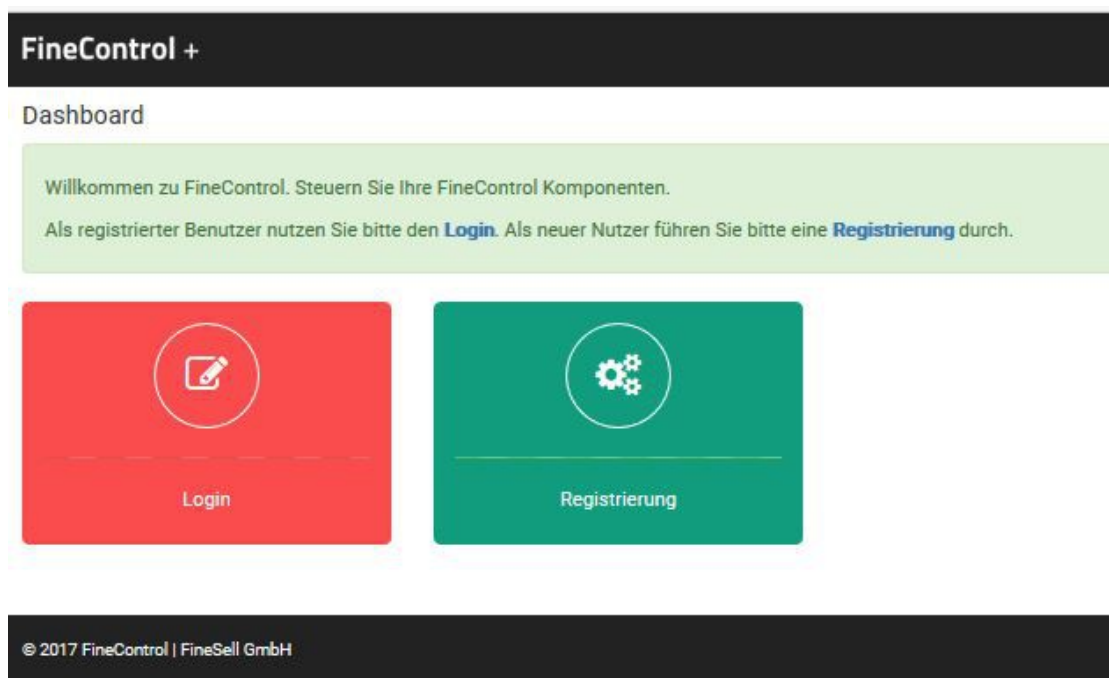 FineControl +
Dashboard
Willkommen zu FineControl. Steuern Sie Ihre FineControl Komponenten.
Als registrierter Benutzer nutzen Sie bitte den Login. Als neuer Nutzer führen Sie bitte eine Registrierung durch.
Login
Registrierung
© 2017 FineControl | FineSell GmbH